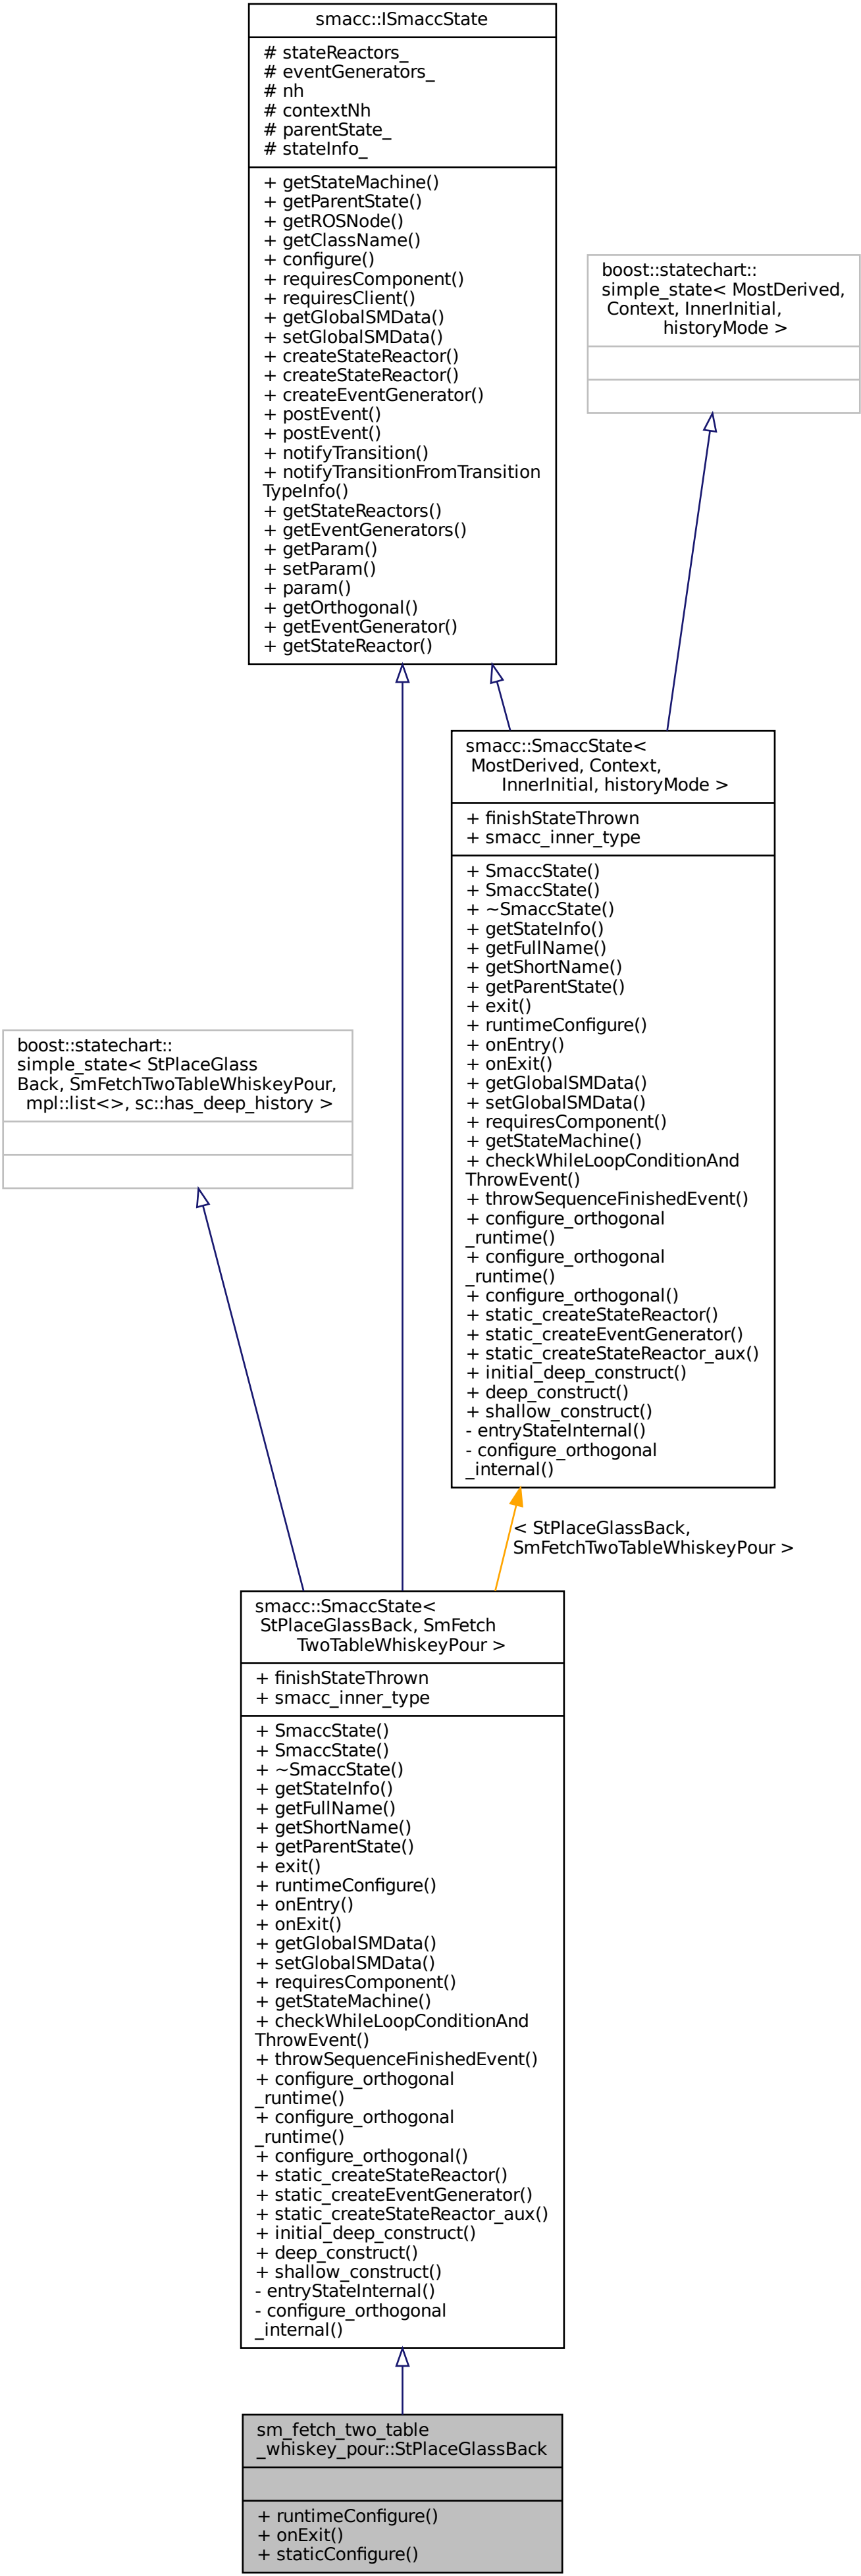 smacc::ISmaccState
# stateReactors_
# eventGenerators_
# nh
# contextNh
# parentState_
# stateInfo_
+ getStateMachine()
+ getParentState()
+ getROSNode()
+ getClassName()
+ configure()
+ requiresComponent()
+ requiresClient()
+ getGlobalSMData()
+ setGlobalSMData()
+ createStateReactor()
+ createStateReactor()
+ createEventGenerator()
+ postEvent()
+ postEvent()
+ notifyTransition()
+ notifyTransitionFromTransition
TypeInfo()
+ getStateReactors()
+ getEventGenerators()
+ getParam()
+ setParam()
+ param()
+ getOrthogonal()
+ getEventGenerator()
+ getStateReactor()
boost::statechart::
simple_state< MostDerived,
Context, InnerInitial,
historyMode >
smacc::SmaccState<
MostDerived, Context,
InnerInitial, historyMode >
+ finishStateThrown
+ smacc_inner_type
+ SmaccState()
+ SmaccState()
+ ~SmaccState()
+ getStateInfo()
+ getFullName()
+ getShortName()
+ getParentState()
+ exit()
+ runtimeConfigure()
+ onEntry()
+ onExit()
+ getGlobalSMData()
+ setGlobalSMData()
+ requiresComponent()
+ getStateMachine()
+ checkWhileLoopConditionAnd
ThrowEvent()
+ throwSequenceFinishedEvent()
+ configure_orthogonal
_runtime()
+ configure_orthogonal
_runtime()
+ configure_orthogonal()
+ static_createStateReactor()
+ static_createEventGenerator()
+ static_createStateReactor_aux()
+ initial_deep_construct()
+ deep_construct()
+ shallow_construct()
- entryStateInternal()
- configure_orthogonal
_internal()
boost::statechart::
simple_state< StPlaceGlass
Back, SmFetchTwoTableWhiskeyPour,
mpl::list<>, sc::has_deep_history >
< StPlaceGlassBack,
SmFetchTwoTableWhiskeyPour >
smacc::SmaccState<
StPlaceGlassBack, SmFetch
TwoTableWhiskeyPour >
+ finishStateThrown
+ smacc_inner_type
+ SmaccState()
+ SmaccState()
+ ~SmaccState()
+ getStateInfo()
+ getFullName()
+ getShortName()
+ getParentState()
+ exit()
+ runtimeConfigure()
+ onEntry()
+ onExit()
+ getGlobalSMData()
+ setGlobalSMData()
+ requiresComponent()
+ getStateMachine()
+ checkWhileLoopConditionAnd
ThrowEvent()
+ throwSequenceFinishedEvent()
+ configure_orthogonal
_runtime()
+ configure_orthogonal
_runtime()
+ configure_orthogonal()
+ static_createStateReactor()
+ static_createEventGenerator()
+ static_createStateReactor_aux()
+ initial_deep_construct()
+ deep_construct()
+ shallow_construct()
- entryStateInternal()
- configure_orthogonal
_internal()
sm_fetch_two_table
_whiskey_pour::StPlaceGlassBack
+ runtimeConfigure()
+ onExit()
+ staticConfigure()